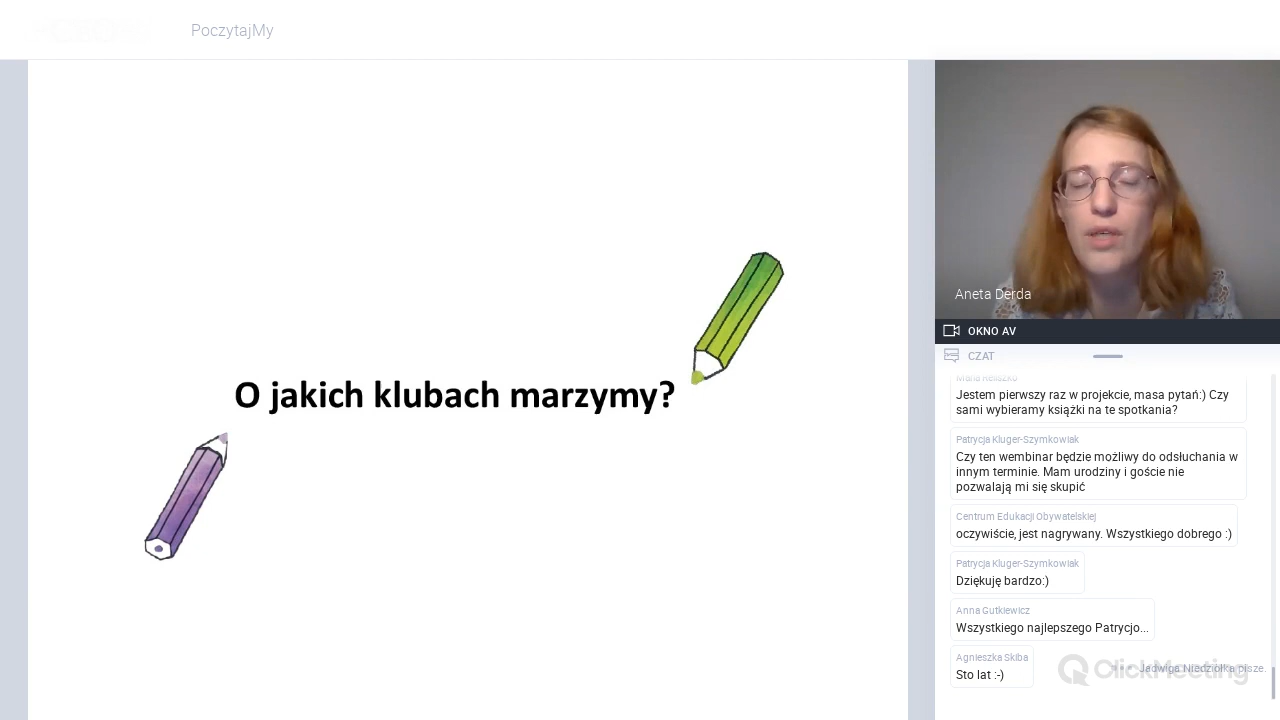 PoczytajMy
O jakich klubach marzymy?
Aneta Derda
OKNO AV
CZAT
Maria Reliszko
Jestem pierwszy raz w projekcie, masa pytań:) Czy
sami wybieramy książki na te spotkania?
Patrycja Kluger-Szymkowiak
Czy ten wembinar będzie możliwy do odsłuchania w
innym terminie. Mam urodziny i goście nie
pozwalają mi się skupić
Centrum Edukacji Obywatelskiej
oczywiście, jest nagrywany. Wszystkiego dobrego :)
Patrycja Kluger-Szymkowiak
Dziękuję bardzo:)
Anna Gutkiewicz
Wszystkiego najlepszego Patrycjo...
Agnieszka Skiba
Sto lat :-)
ClickMeeting
Jadwiga Niedziółka pisze.